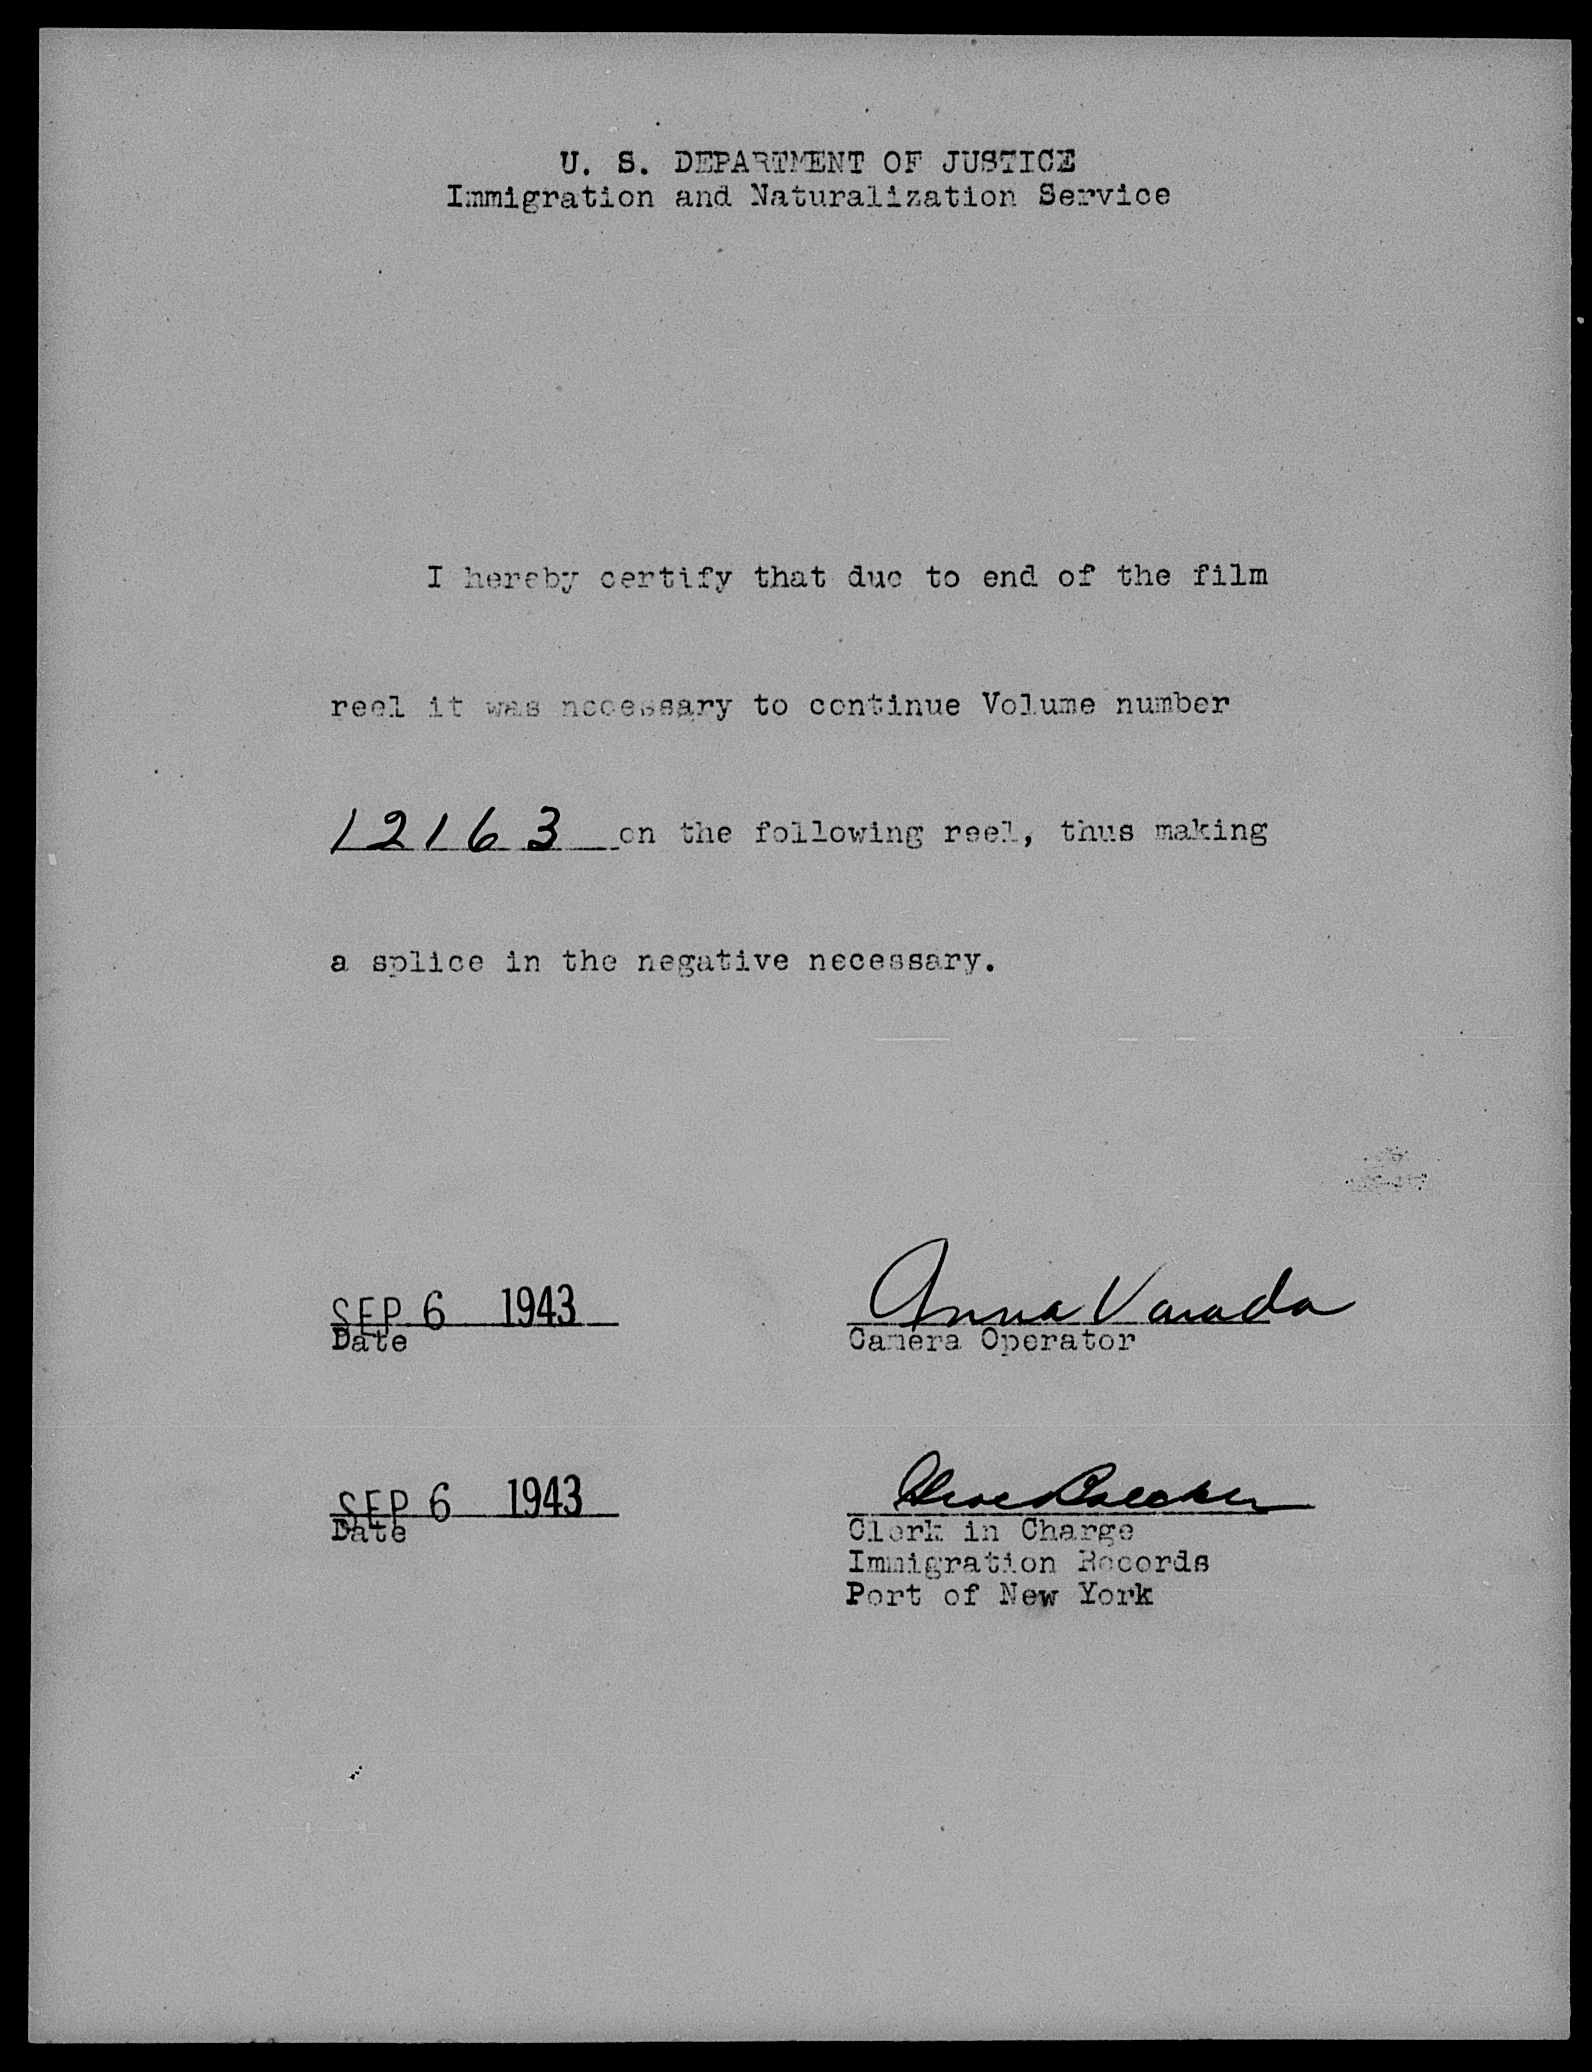 U. S. DEPARTMENT OF JUSTICE
Immigration and Naturalization Service
I hereby certify that due to end of the film
reel it was necessary to continue Volume number
12163 on the following reel, thus making
a splice in the negative necessary.
SEP 6 1943
Date
Anna Varada
Camera Operator
SEP 6 1943
Date
Clerk in Charge
Immigration Records
Port of New York